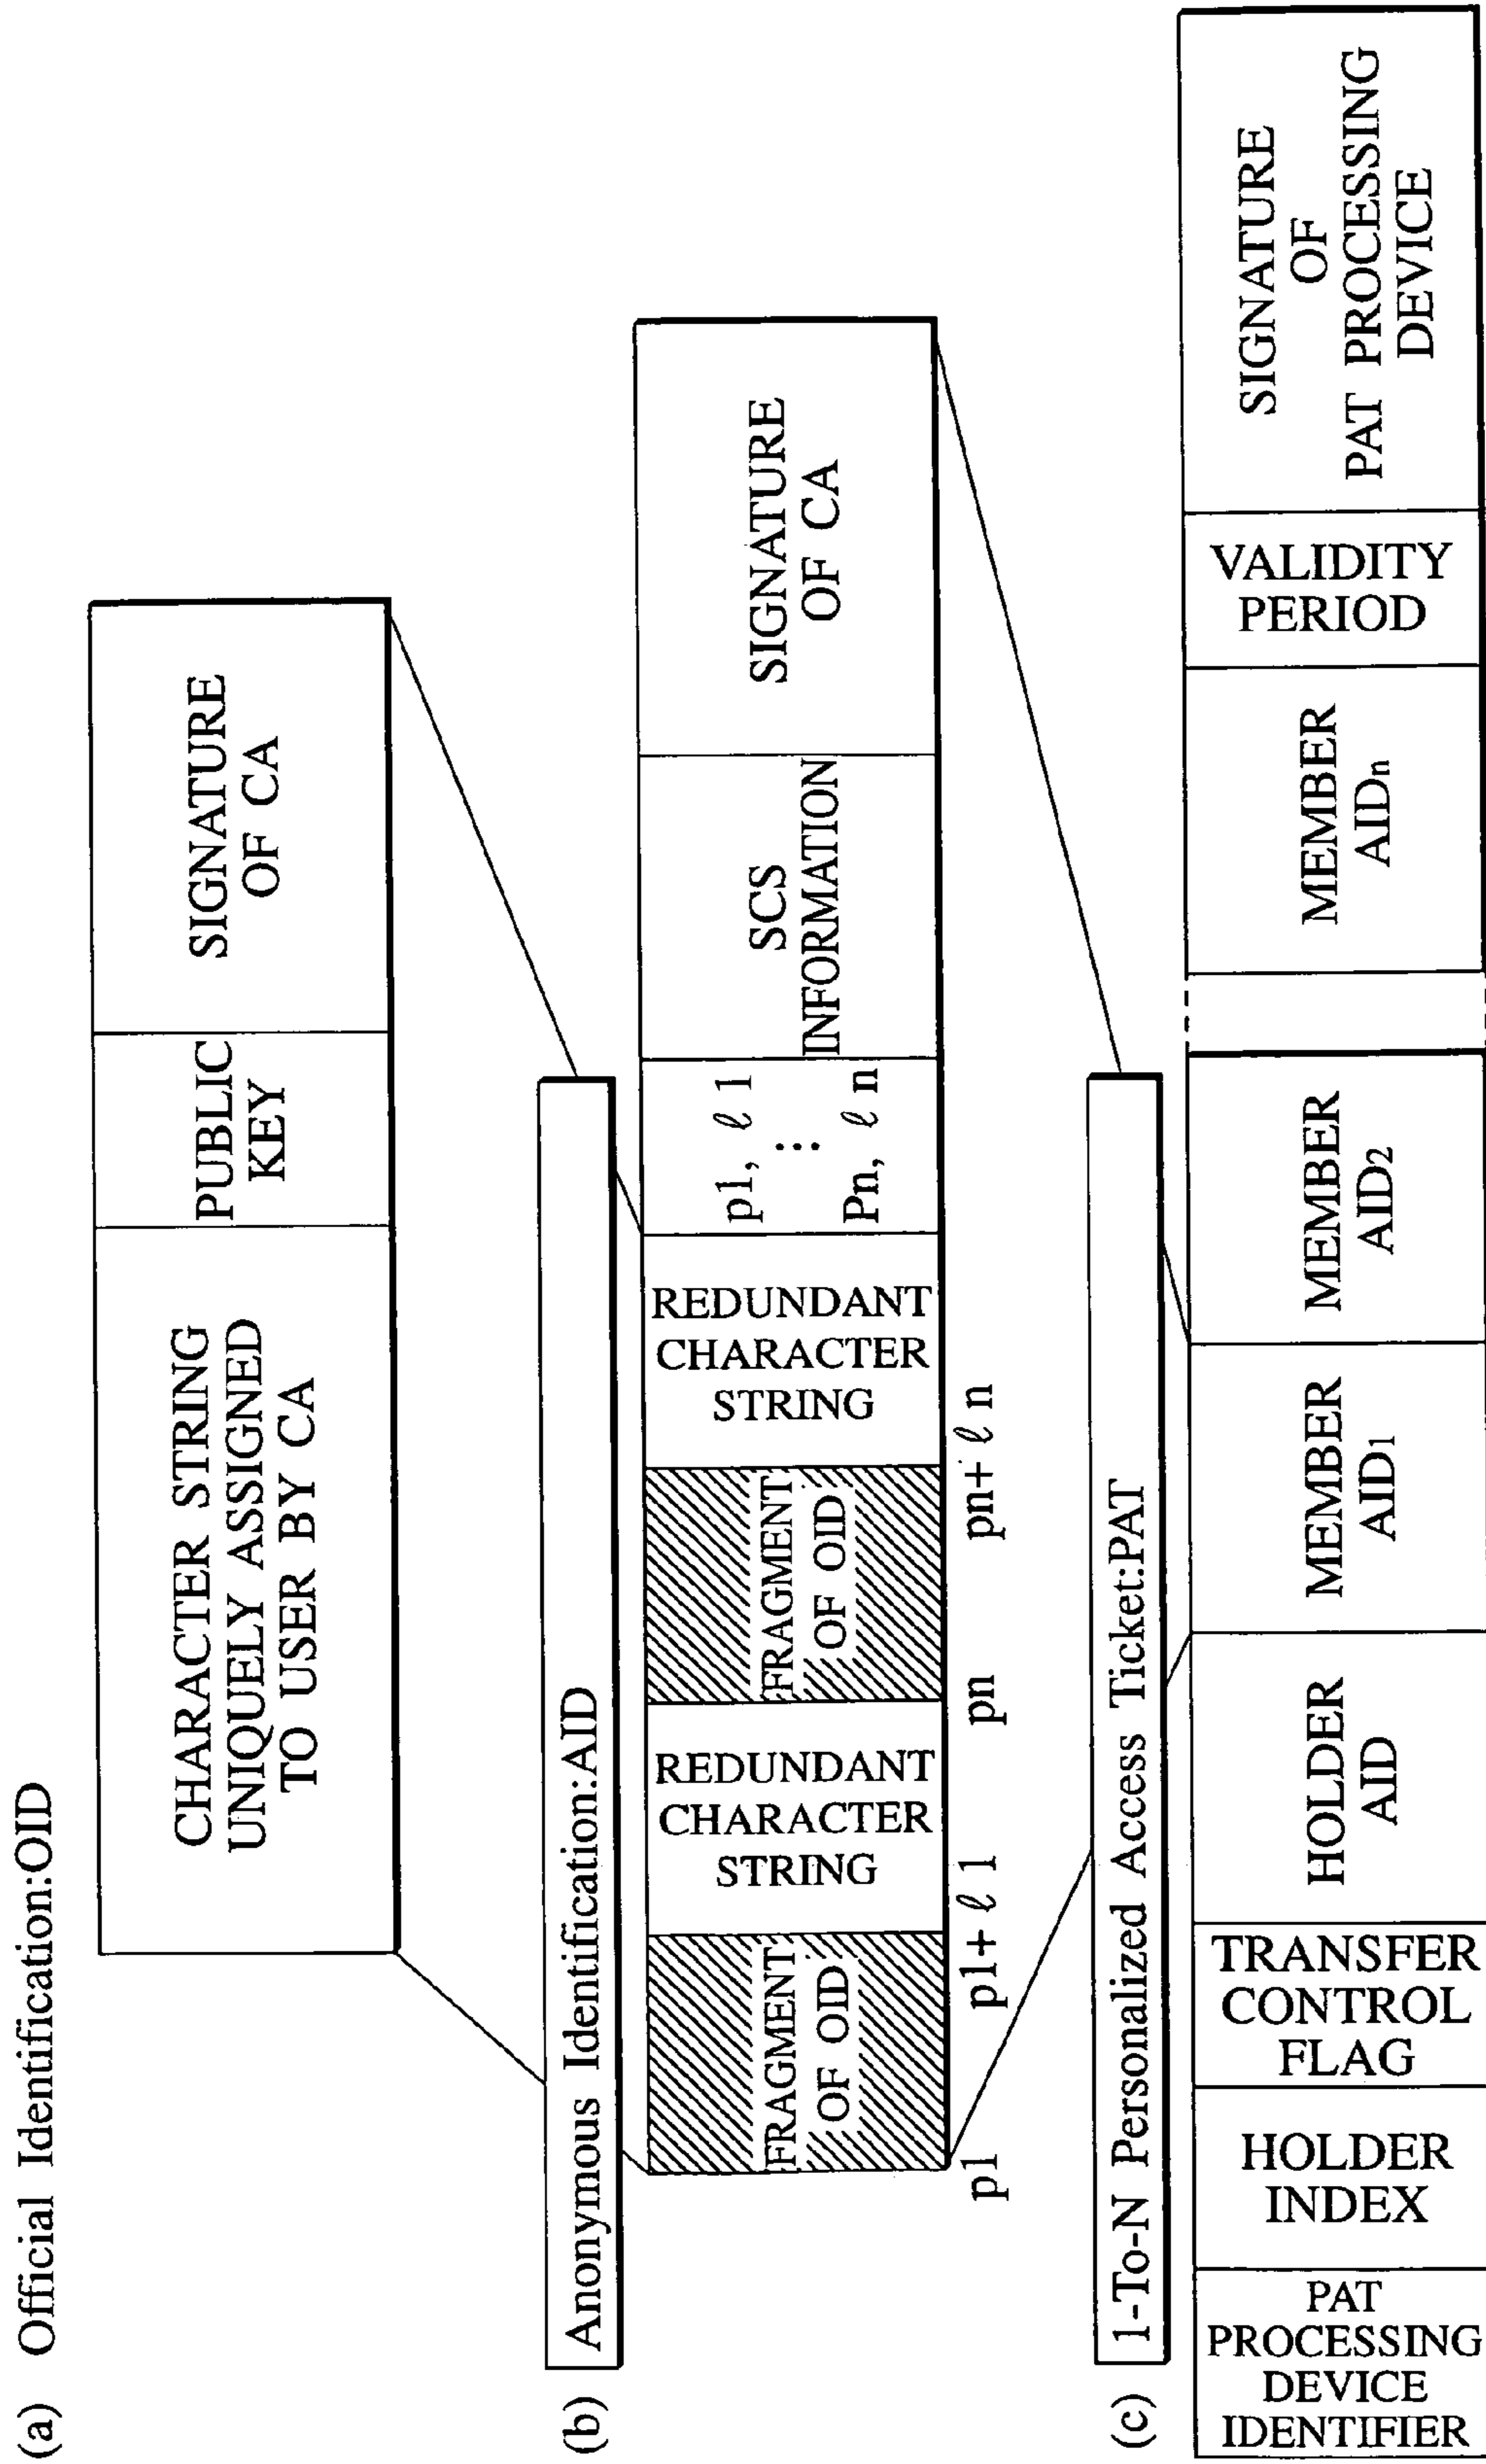 (a) Official Identification:OID
CHARACTER STRING
UNIQUELY ASSIGNED
TO USER BY CA
PUBLIC
KEY
SIGNATURE
OF CA
(b) Anonymous Identification:AID
FRAGMENT
OF OID
REDUNDANT
CHARACTER
STRING
FRAGMENT
OF OID
REDUNDANT
CHARACTER
STRING
p1, ℓ 1
⋮
Pn, ℓ n
SCS
INFORMATION
SIGNATURE
OF CA
p1
p1+ ℓ 1
pn
pn+ ℓ n
(c) 1-To-N Personalized Access Ticket:PAT
PAT
PROCESSING
DEVICE
IDENTIFIER
HOLDER
INDEX
TRANSFER
CONTROL
FLAG
HOLDER
AID
MEMBER
AID1
MEMBER
AID2
MEMBER
AIDn
VALIDITY
PERIOD
SIGNATURE
OF
PAT PROCESSING
DEVICE